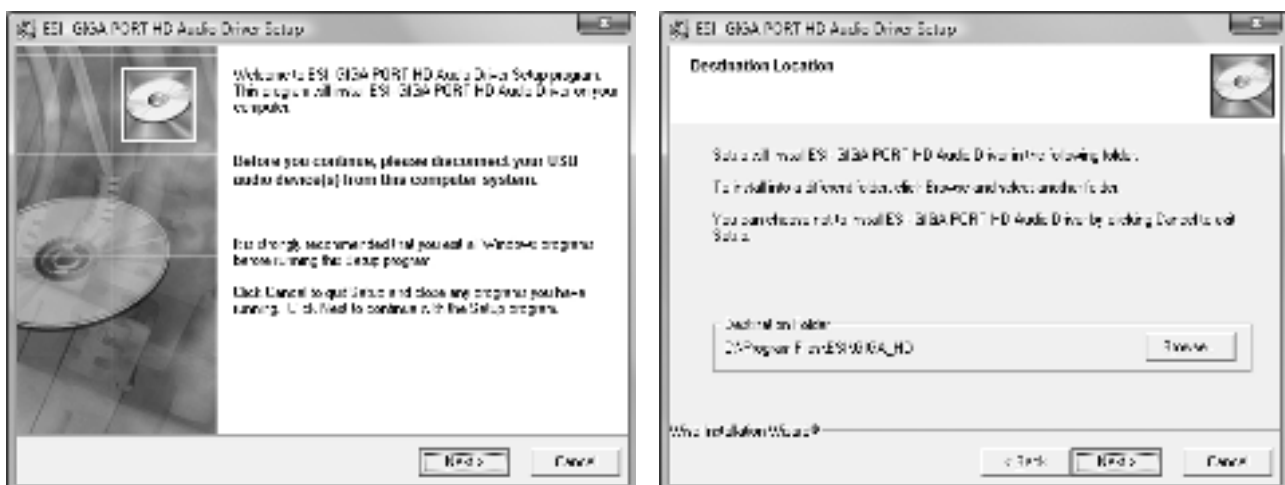 ESI GIGA PORT HD Audio Driver Setup
Welcome to ESI GIGA PORT HD Audio Driver Setup program.
This program will install ESI GIGA PORT HD Audio Driver on your
computer.
Before you continue, please disconnect your USB
audio device(s) from this computer system.
It is strongly recommended that you exit all Windows programs
before running this Setup program.
Click Cancel to quit Setup and close any programs you have
running. Click Next to continue with the Setup program.
Next >
Cancel
ESI GIGA PORT HD Audio Driver Setup
Destination Location
Setup will install ESI GIGA PORT HD Audio Driver in the following folder.
To install into a different folder, click Browse and select another folder.
You can choose not to install ESI GIGA PORT HD Audio Driver by clicking Cancel to exit
Setup.
Destination Folder
\Program Files\ESI\GIGA_HD
Browse...
Wise Installation Wizard®
< Back
Next >
Cancel